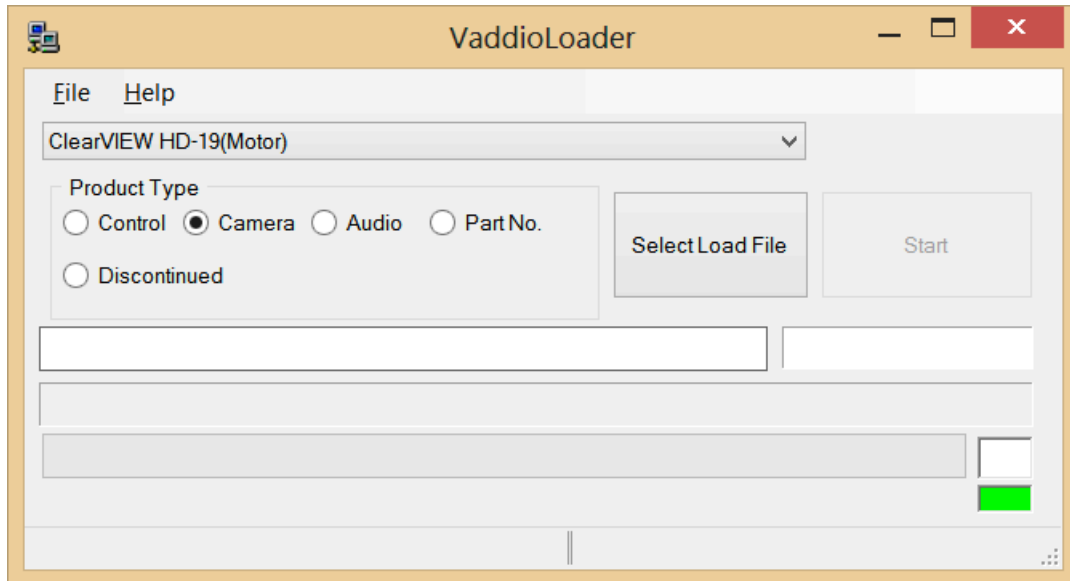 VaddioLoader
File Help
ClearVIEW HD-19(Motor)
Product Type
Control Camera Audio Part No.
Discontinued
Select Load File
Start